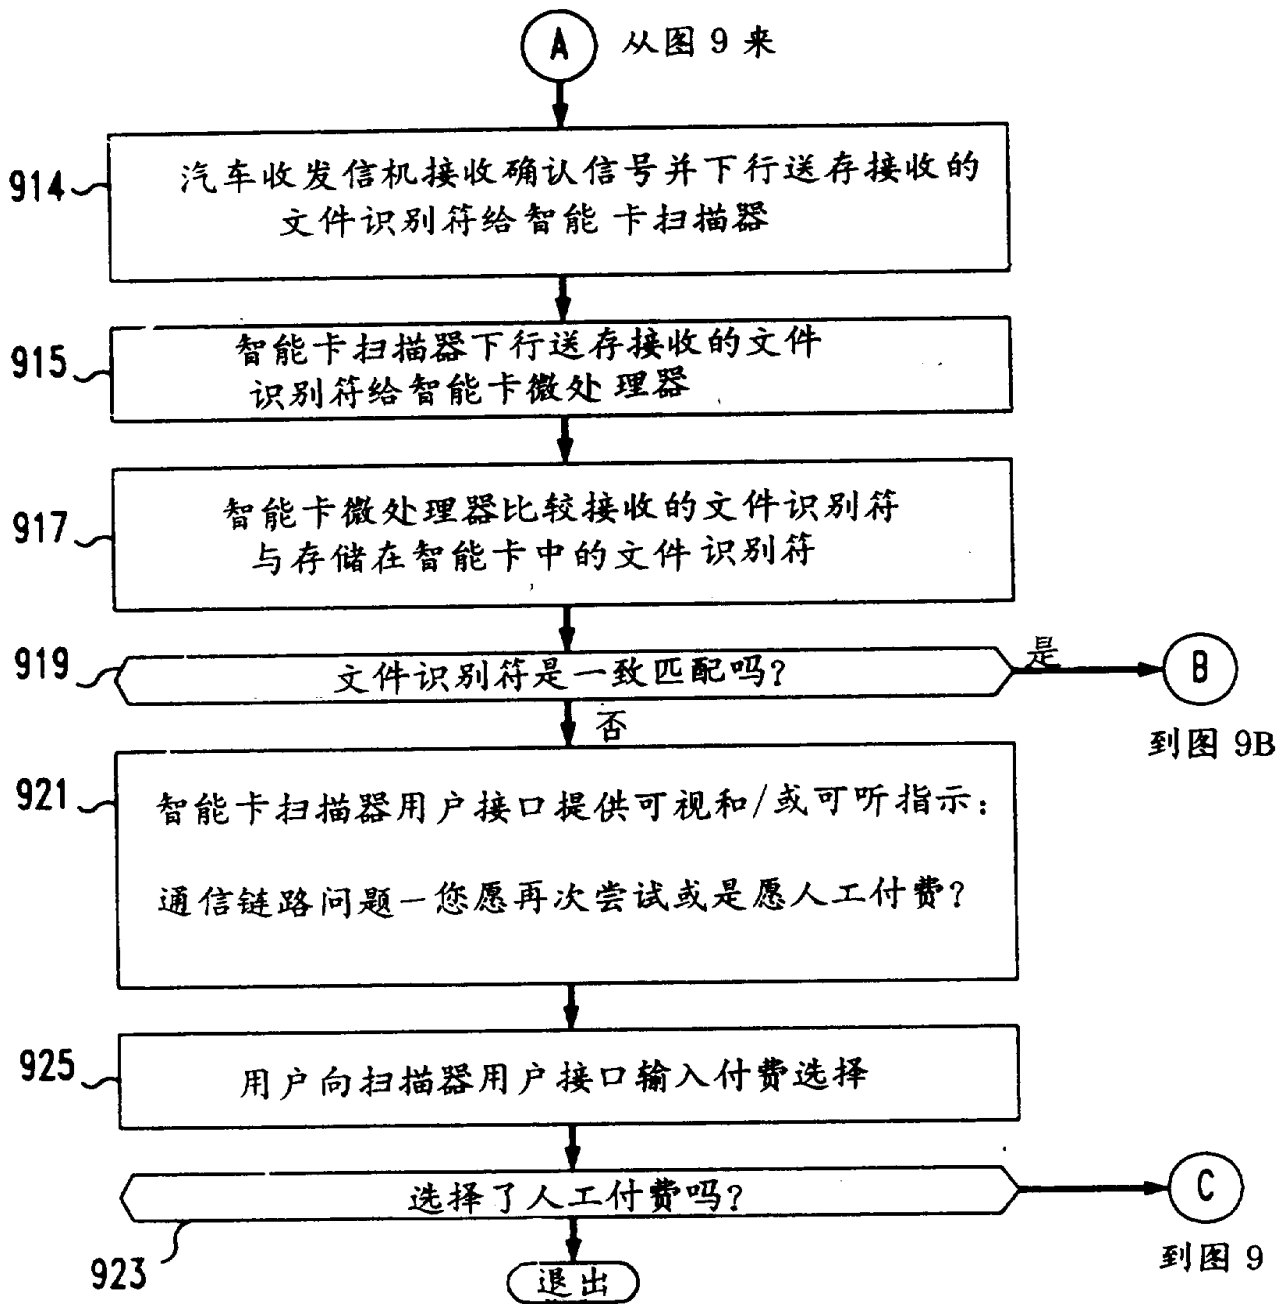 A 从图 9 来
914
汽车收发信机接收确认信号并下行送存接收的
文件识别符给智能卡扫描器
915
智能卡扫描器下行送存接收的文件
识别符给智能卡微处理器
917
智能卡微处理器比较接收的文件识别符
与存储在智能卡中的文件识别符
919
文件识别符是一致匹配吗?
是
B
到图 9B
否
921
智能卡扫描器用户接口提供可视和/或可听指示:
通信链路问题-您愿再次尝试或是愿人工付费?
925
用户向扫描器用户接口输入付费选择
选择了人工付费吗?
C
到图 9
923
退出